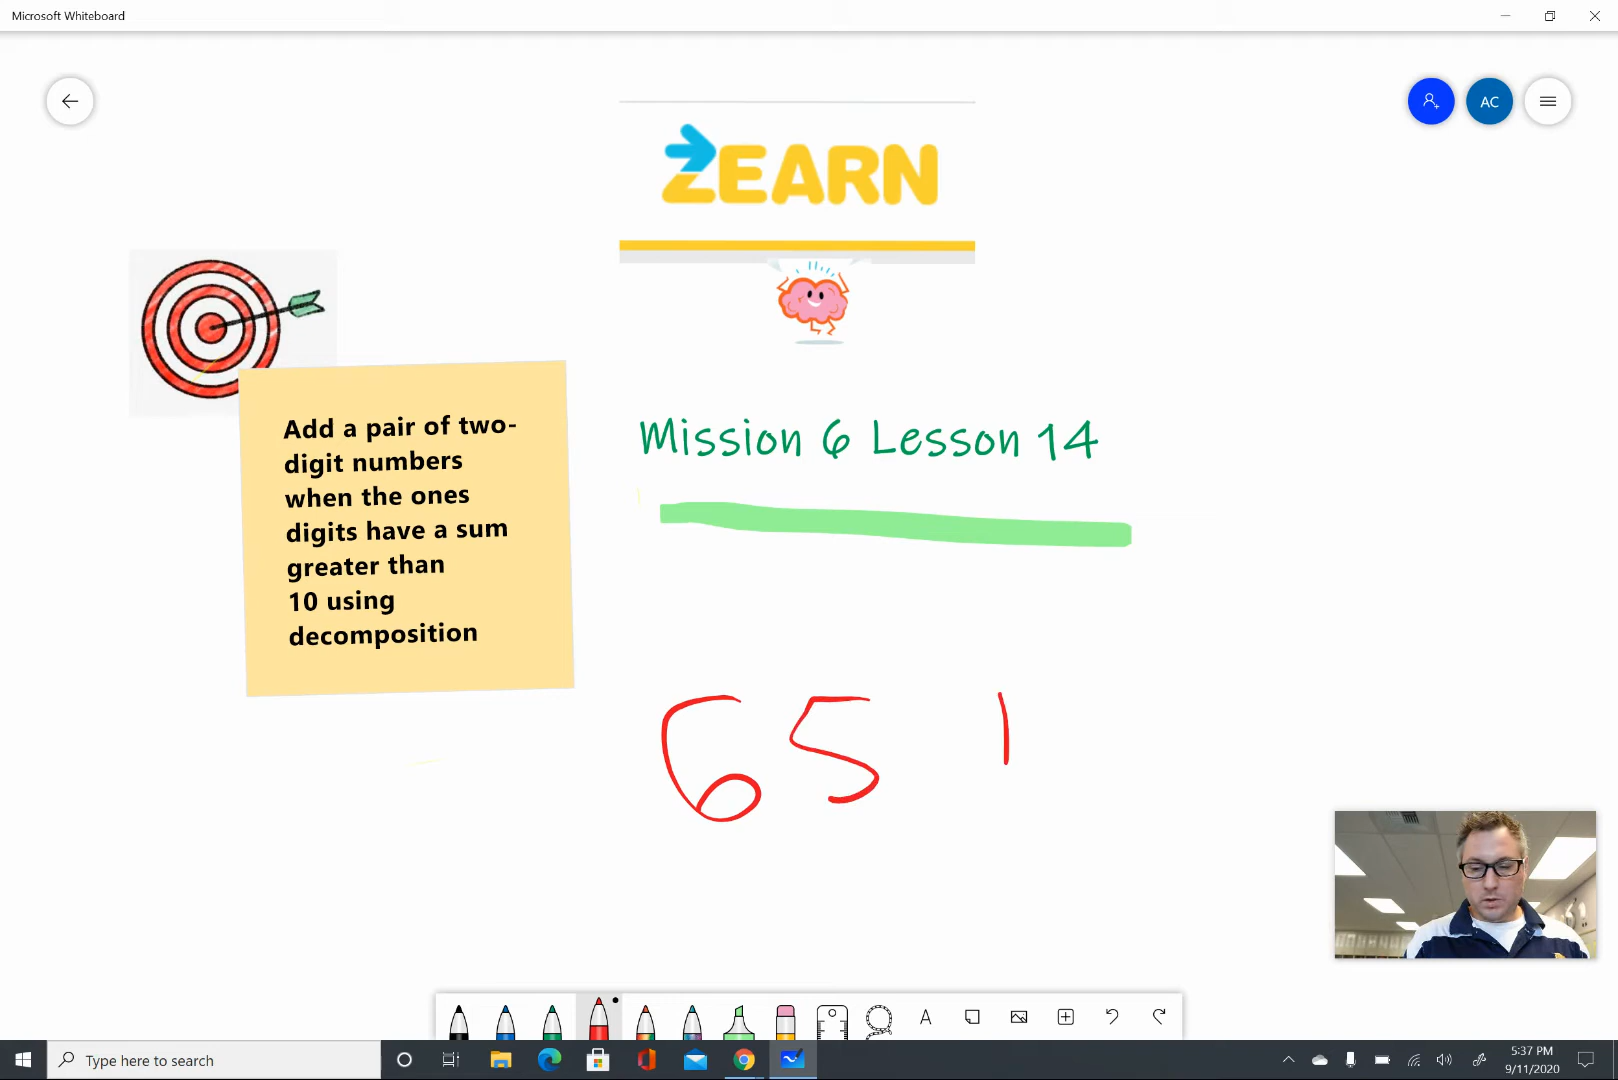 Microsoft Whiteboard
AC
ZEARN
Add a pair of two-
digit numbers
when the ones
digits have a sum
greater than
10 using
decomposition
Mission 6 Lesson 14
65 1
A
Type here to search
5:37 PM
9/11/2020